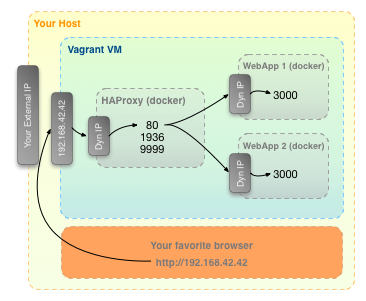 Your Host
Vagrant VM
WebApp 1 (docker)
Dyn IP
3000
Your External IP
192.168.42.42
HAProxy (docker)
Dyn IP
80
1936
9999
WebApp 2 (docker)
Dyn IP
3000
Your favorite browser
http://192.168.42.42